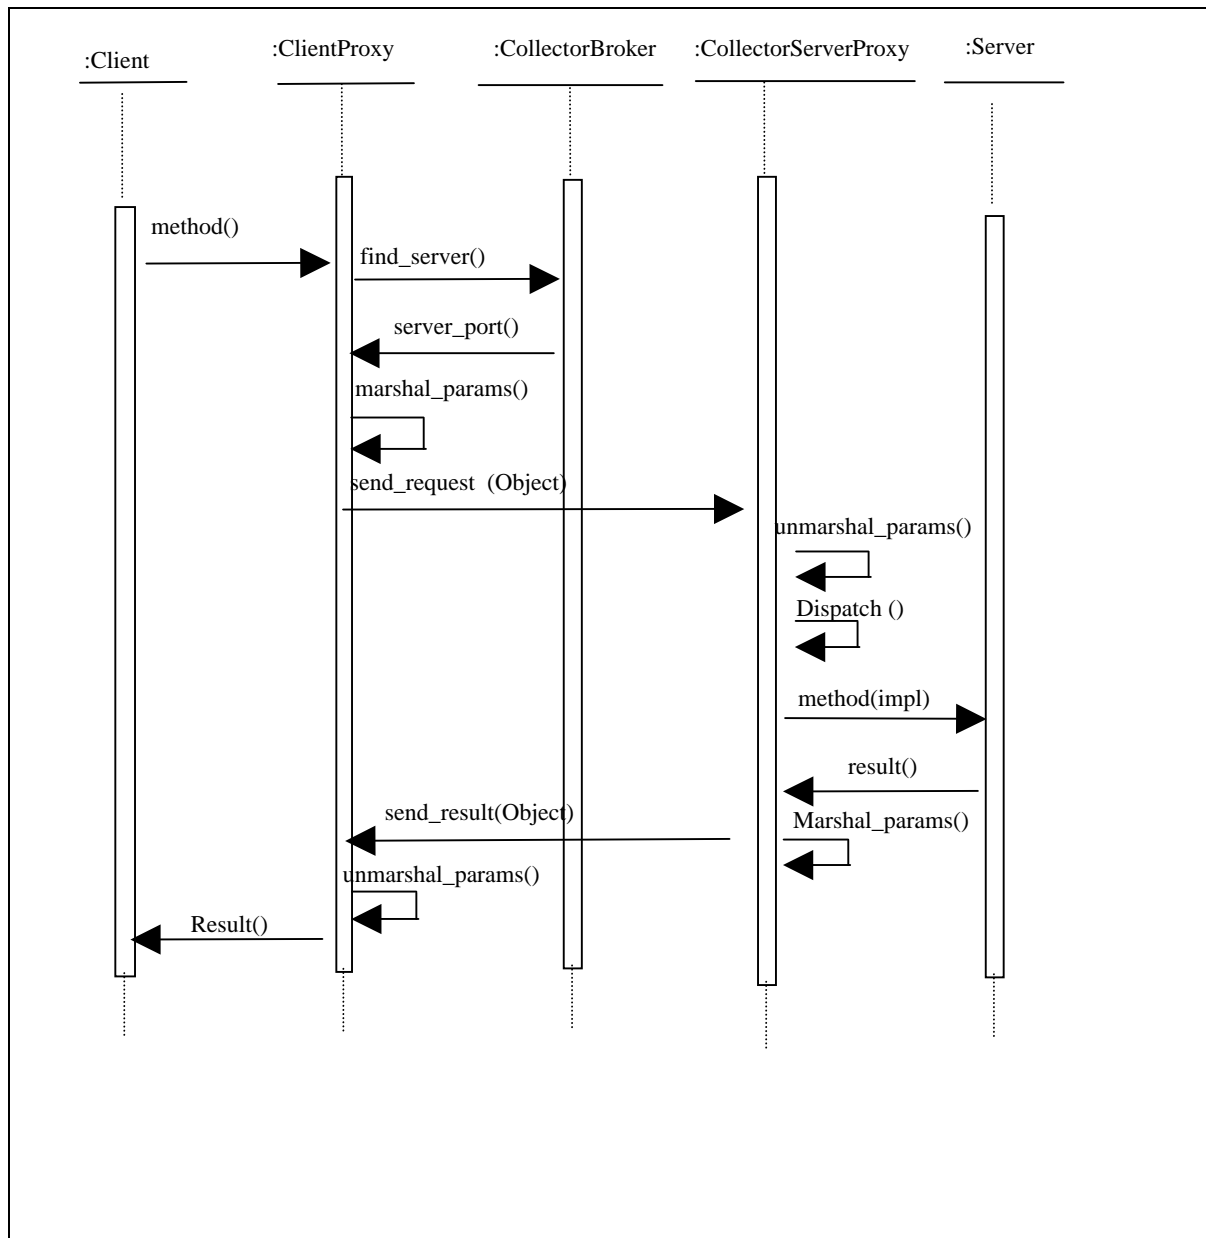 :Client
:ClientProxy
:CollectorBroker
:CollectorServerProxy
:Server
method()
find_server()
server_port()
marshal_params()
send_request (Object)
unmarshal_params()
Dispatch ()
method(impl)
result()
send_result(Object)
Marshal_params()
unmarshal_params()
Result()